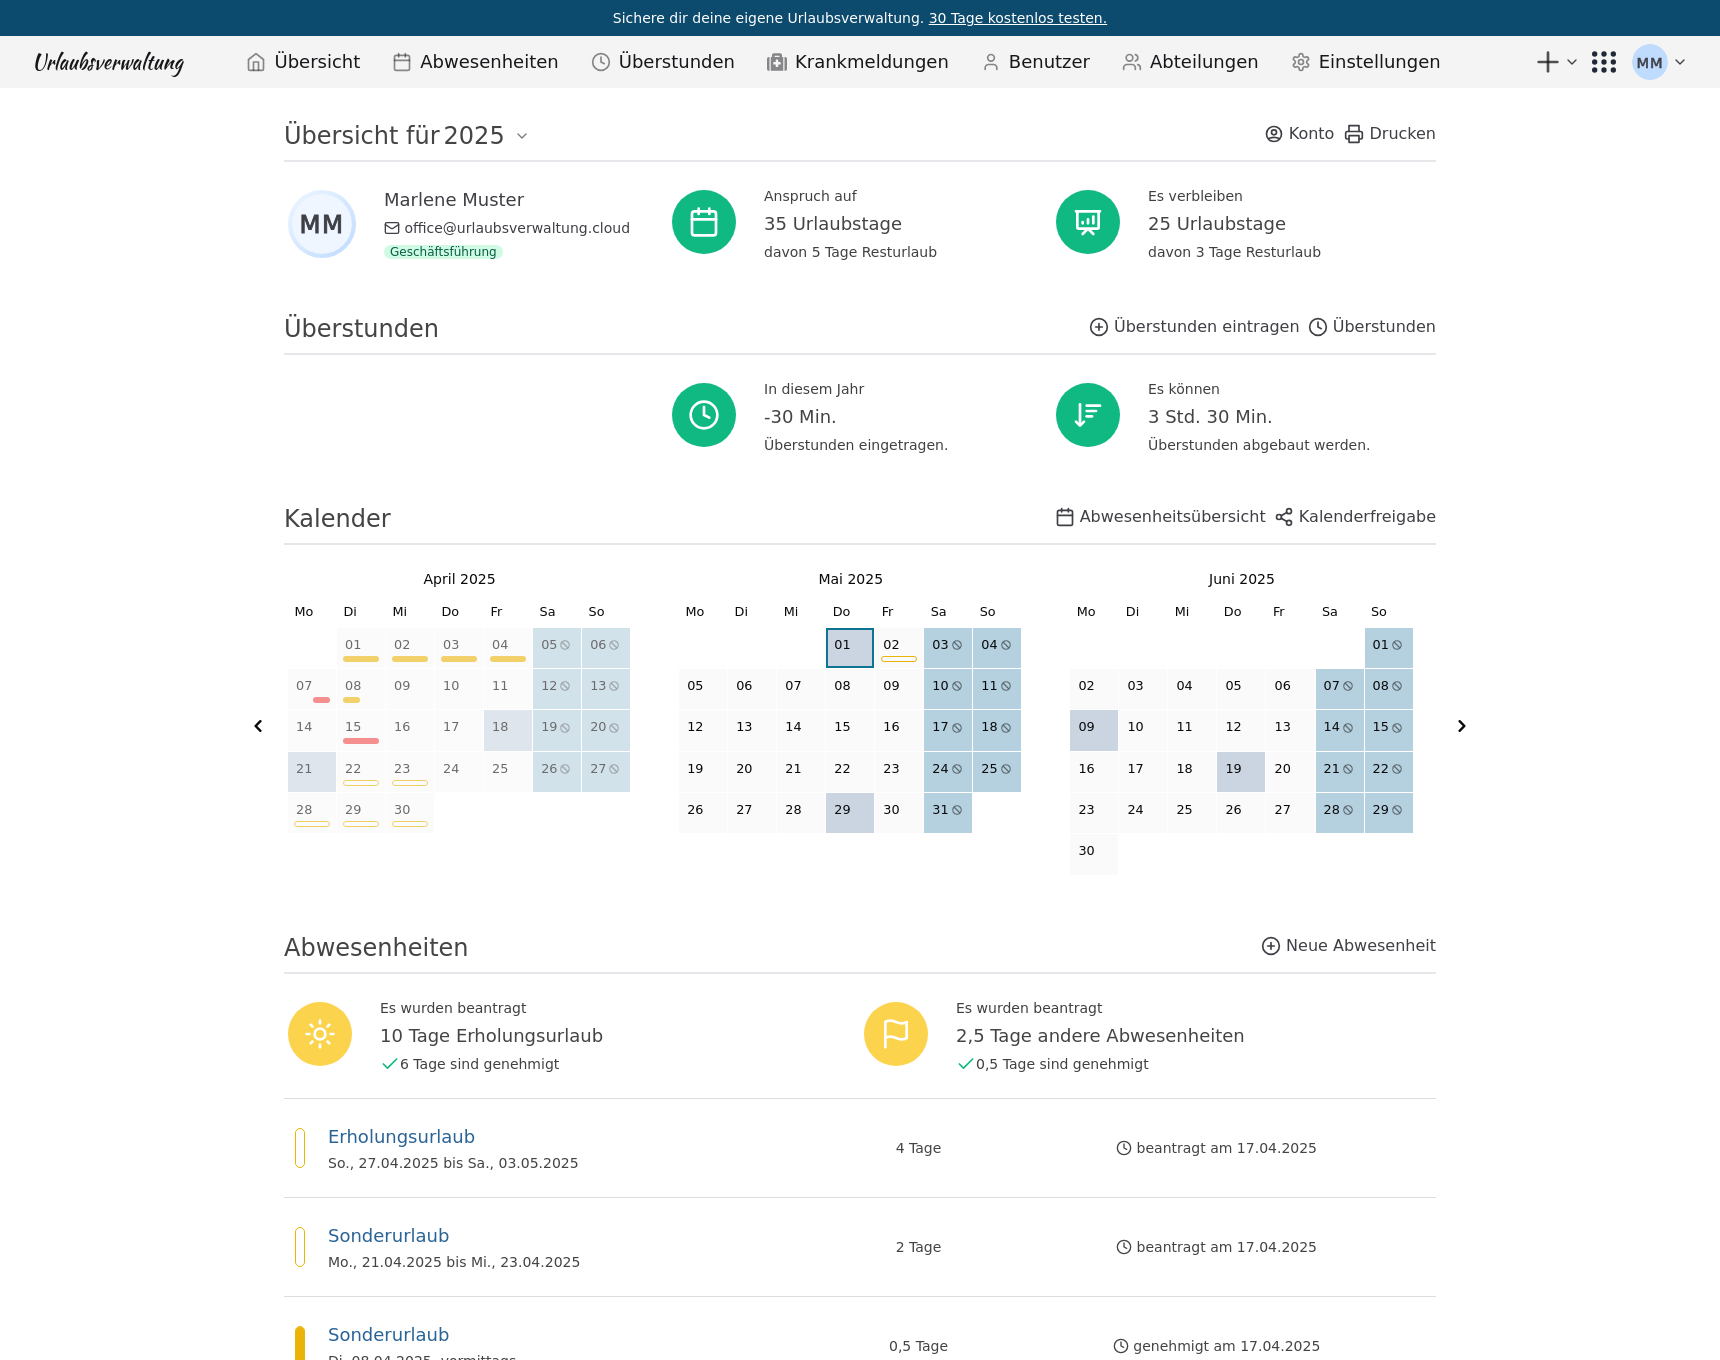 Sichere dir deine eigene Urlaubsverwaltung. 30 Tage kostenlos testen.
Urlaubsverwaltung Übersicht Abwesenheiten Überstunden Krankmeldungen Benutzer Abteilungen Einstellungen MM
Übersicht für 2025 Konto Drucken
MM
Marlene Muster
office@urlaubsverwaltung.cloud
Geschäftsführung
Anspruch auf
35 Urlaubstage
davon 5 Tage Resturlaub
Es verbleiben
25 Urlaubstage
davon 3 Tage Resturlaub
Überstunden Überstunden eintragen Überstunden
In diesem Jahr
-30 Min.
Überstunden eingetragen.
Es können
3 Std. 30 Min.
Überstunden abgebaut werden.
Kalender Abwesenheitsübersicht Kalenderfreigabe
April 2025
Mo Di Mi Do Fr Sa So
01 02 03 04 05 06
07 08 09 10 11 12 13
14 15 16 17 18 19 20
21 22 23 24 25 26 27
28 29 30
Mai 2025
Mo Di Mi Do Fr Sa So
01 02 03 04
05 06 07 08 09 10 11
12 13 14 15 16 17 18
19 20 21 22 23 24 25
26 27 28 29 30 31
Juni 2025
Mo Di Mi Do Fr Sa So
01
02 03 04 05 06 07 08
09 10 11 12 13 14 15
16 17 18 19 20 21 22
23 24 25 26 27 28 29
30
Abwesenheiten Neue Abwesenheit
Es wurden beantragt
10 Tage Erholungsurlaub
6 Tage sind genehmigt
Es wurden beantragt
2,5 Tage andere Abwesenheiten
0,5 Tage sind genehmigt
Erholungsurlaub
So., 27.04.2025 bis Sa., 03.05.2025
4 Tage
beantragt am 17.04.2025
Sonderurlaub
Mo., 21.04.2025 bis Mi., 23.04.2025
2 Tage
beantragt am 17.04.2025
Sonderurlaub
Di., 08.04.2025, vormittags
0,5 Tage
genehmigt am 17.04.2025